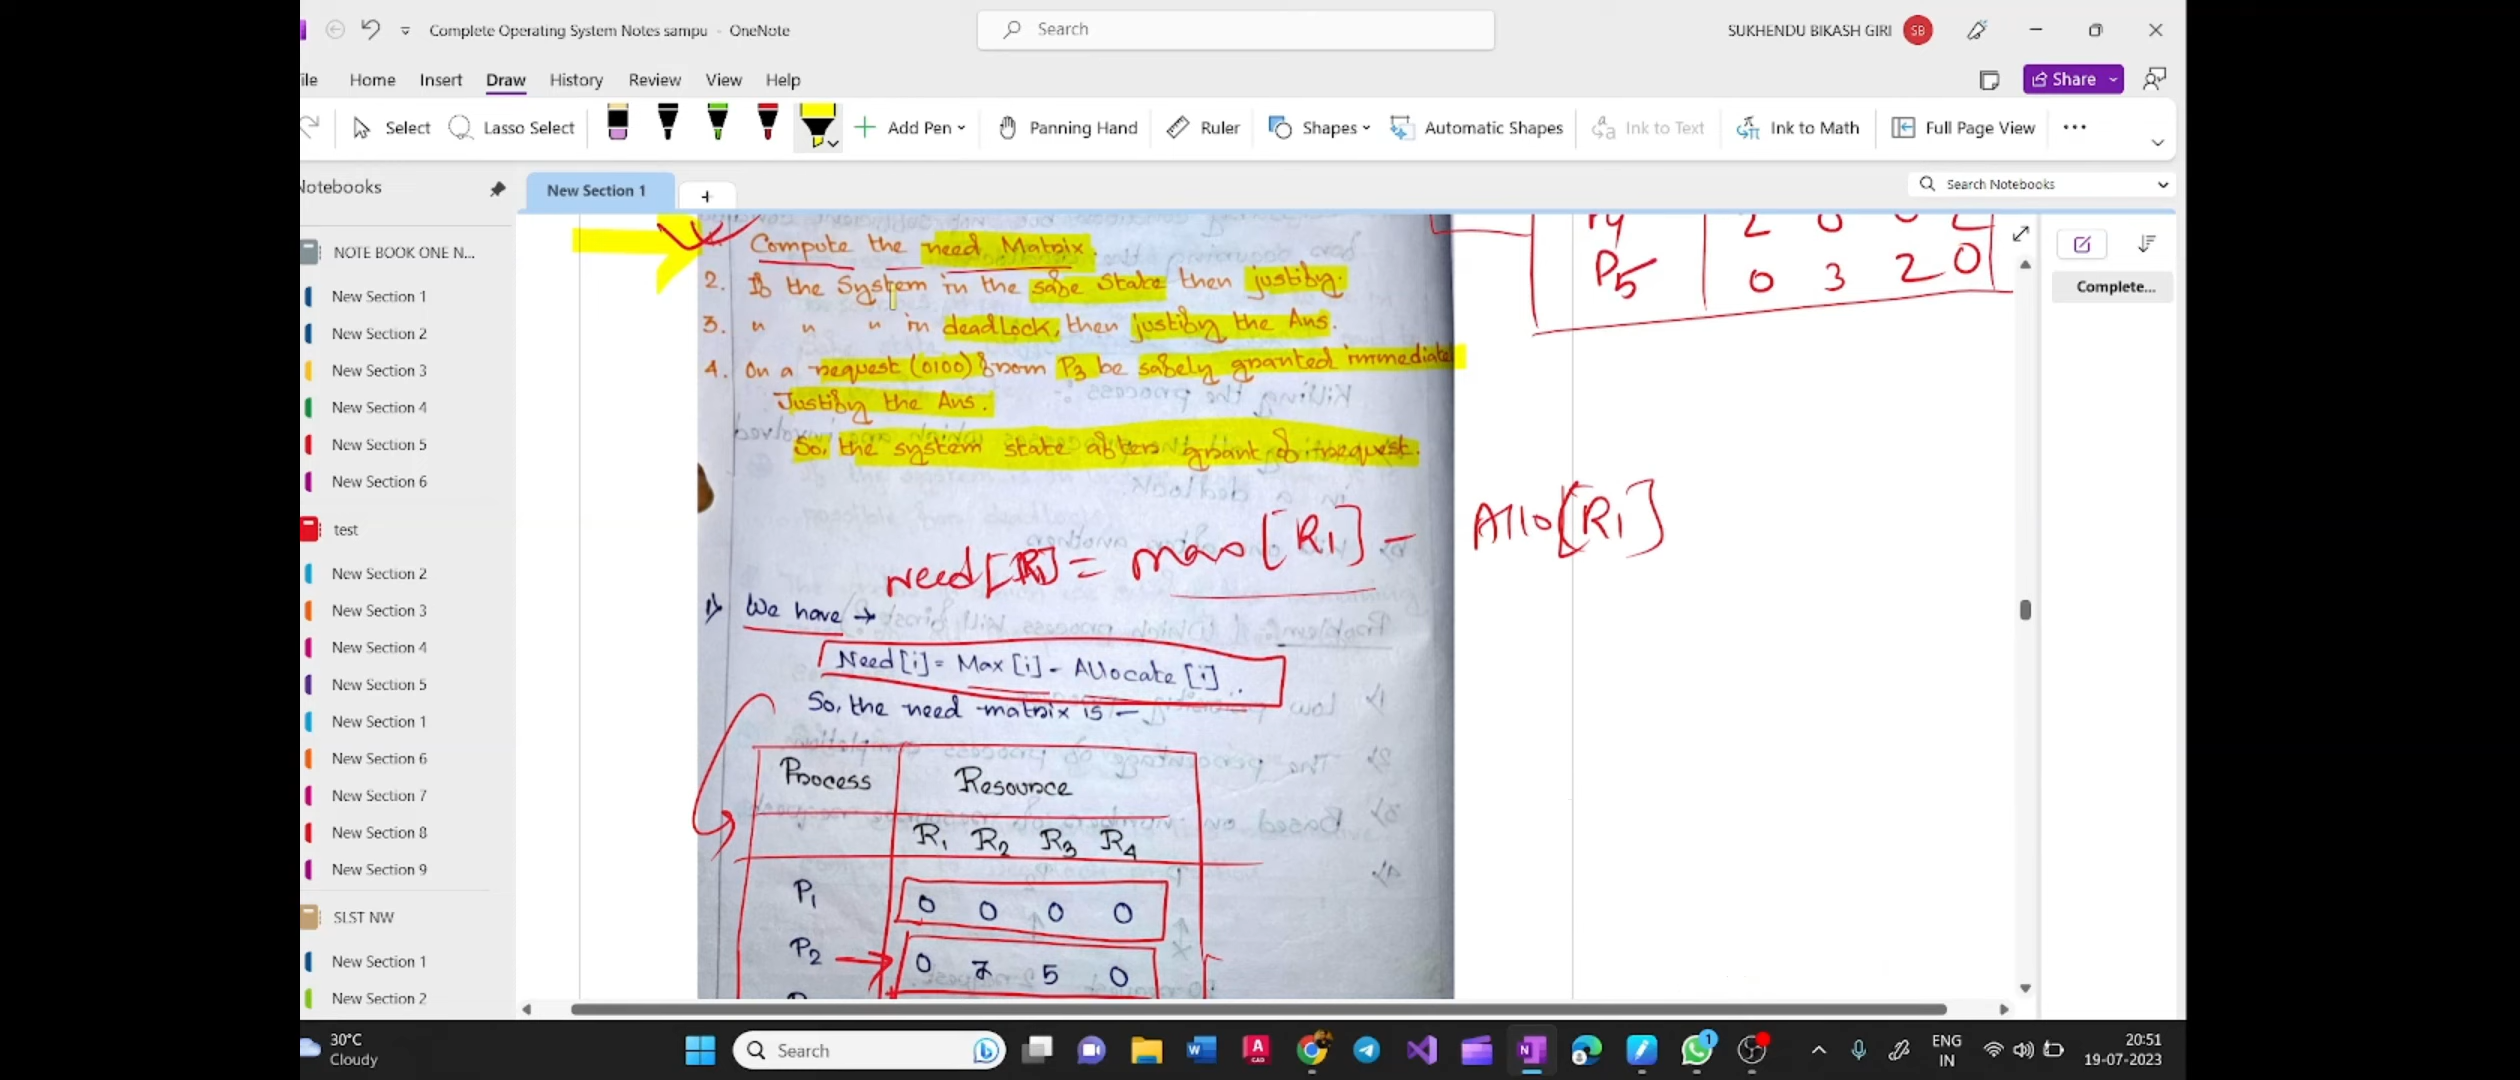 Complete Operating System Notes sampu - OneNote
Search
SUKHENDU BIKASH GIRI
SB
ile
Home
Insert
Draw
History
Review
View
Help
Share
Select
Lasso Select
Add Pen
Panning Hand
Ruler
Shapes
Automatic Shapes
Ink to Text
Ink to Math
Full Page View
Notebooks
New Section 1
+
Search Notebooks
NOTE BOOK ONE N...
New Section 1
New Section 2
New Section 3
New Section 4
New Section 5
New Section 6
test
New Section 2
New Section 3
New Section 4
New Section 5
New Section 1
New Section 6
New Section 7
New Section 8
New Section 9
SLST NW
New Section 1
New Section 2
Complete...
Compute the need Matrix.
2. If the System in the safe State then justify.
3. " " " in deadLock, then justify the Ans.
4. On a request (0100) from P3 be safely granted immediate
Justify the Ans.
So, the system state after grant of request.
need[R1] = max[R1] - Allo[R1]
1) We have →
Need[i] = Max[i] - Allocate[i].
So, the need matrix is -
Process Resource
R1 R2 R3 R4
P1 0 0 0 0
P2 → 0 7 5 0
P4 2 0 0 2
P5 0 3 2 0
30°C
Cloudy
Search
ENG
IN
20:51
19-07-2023
1